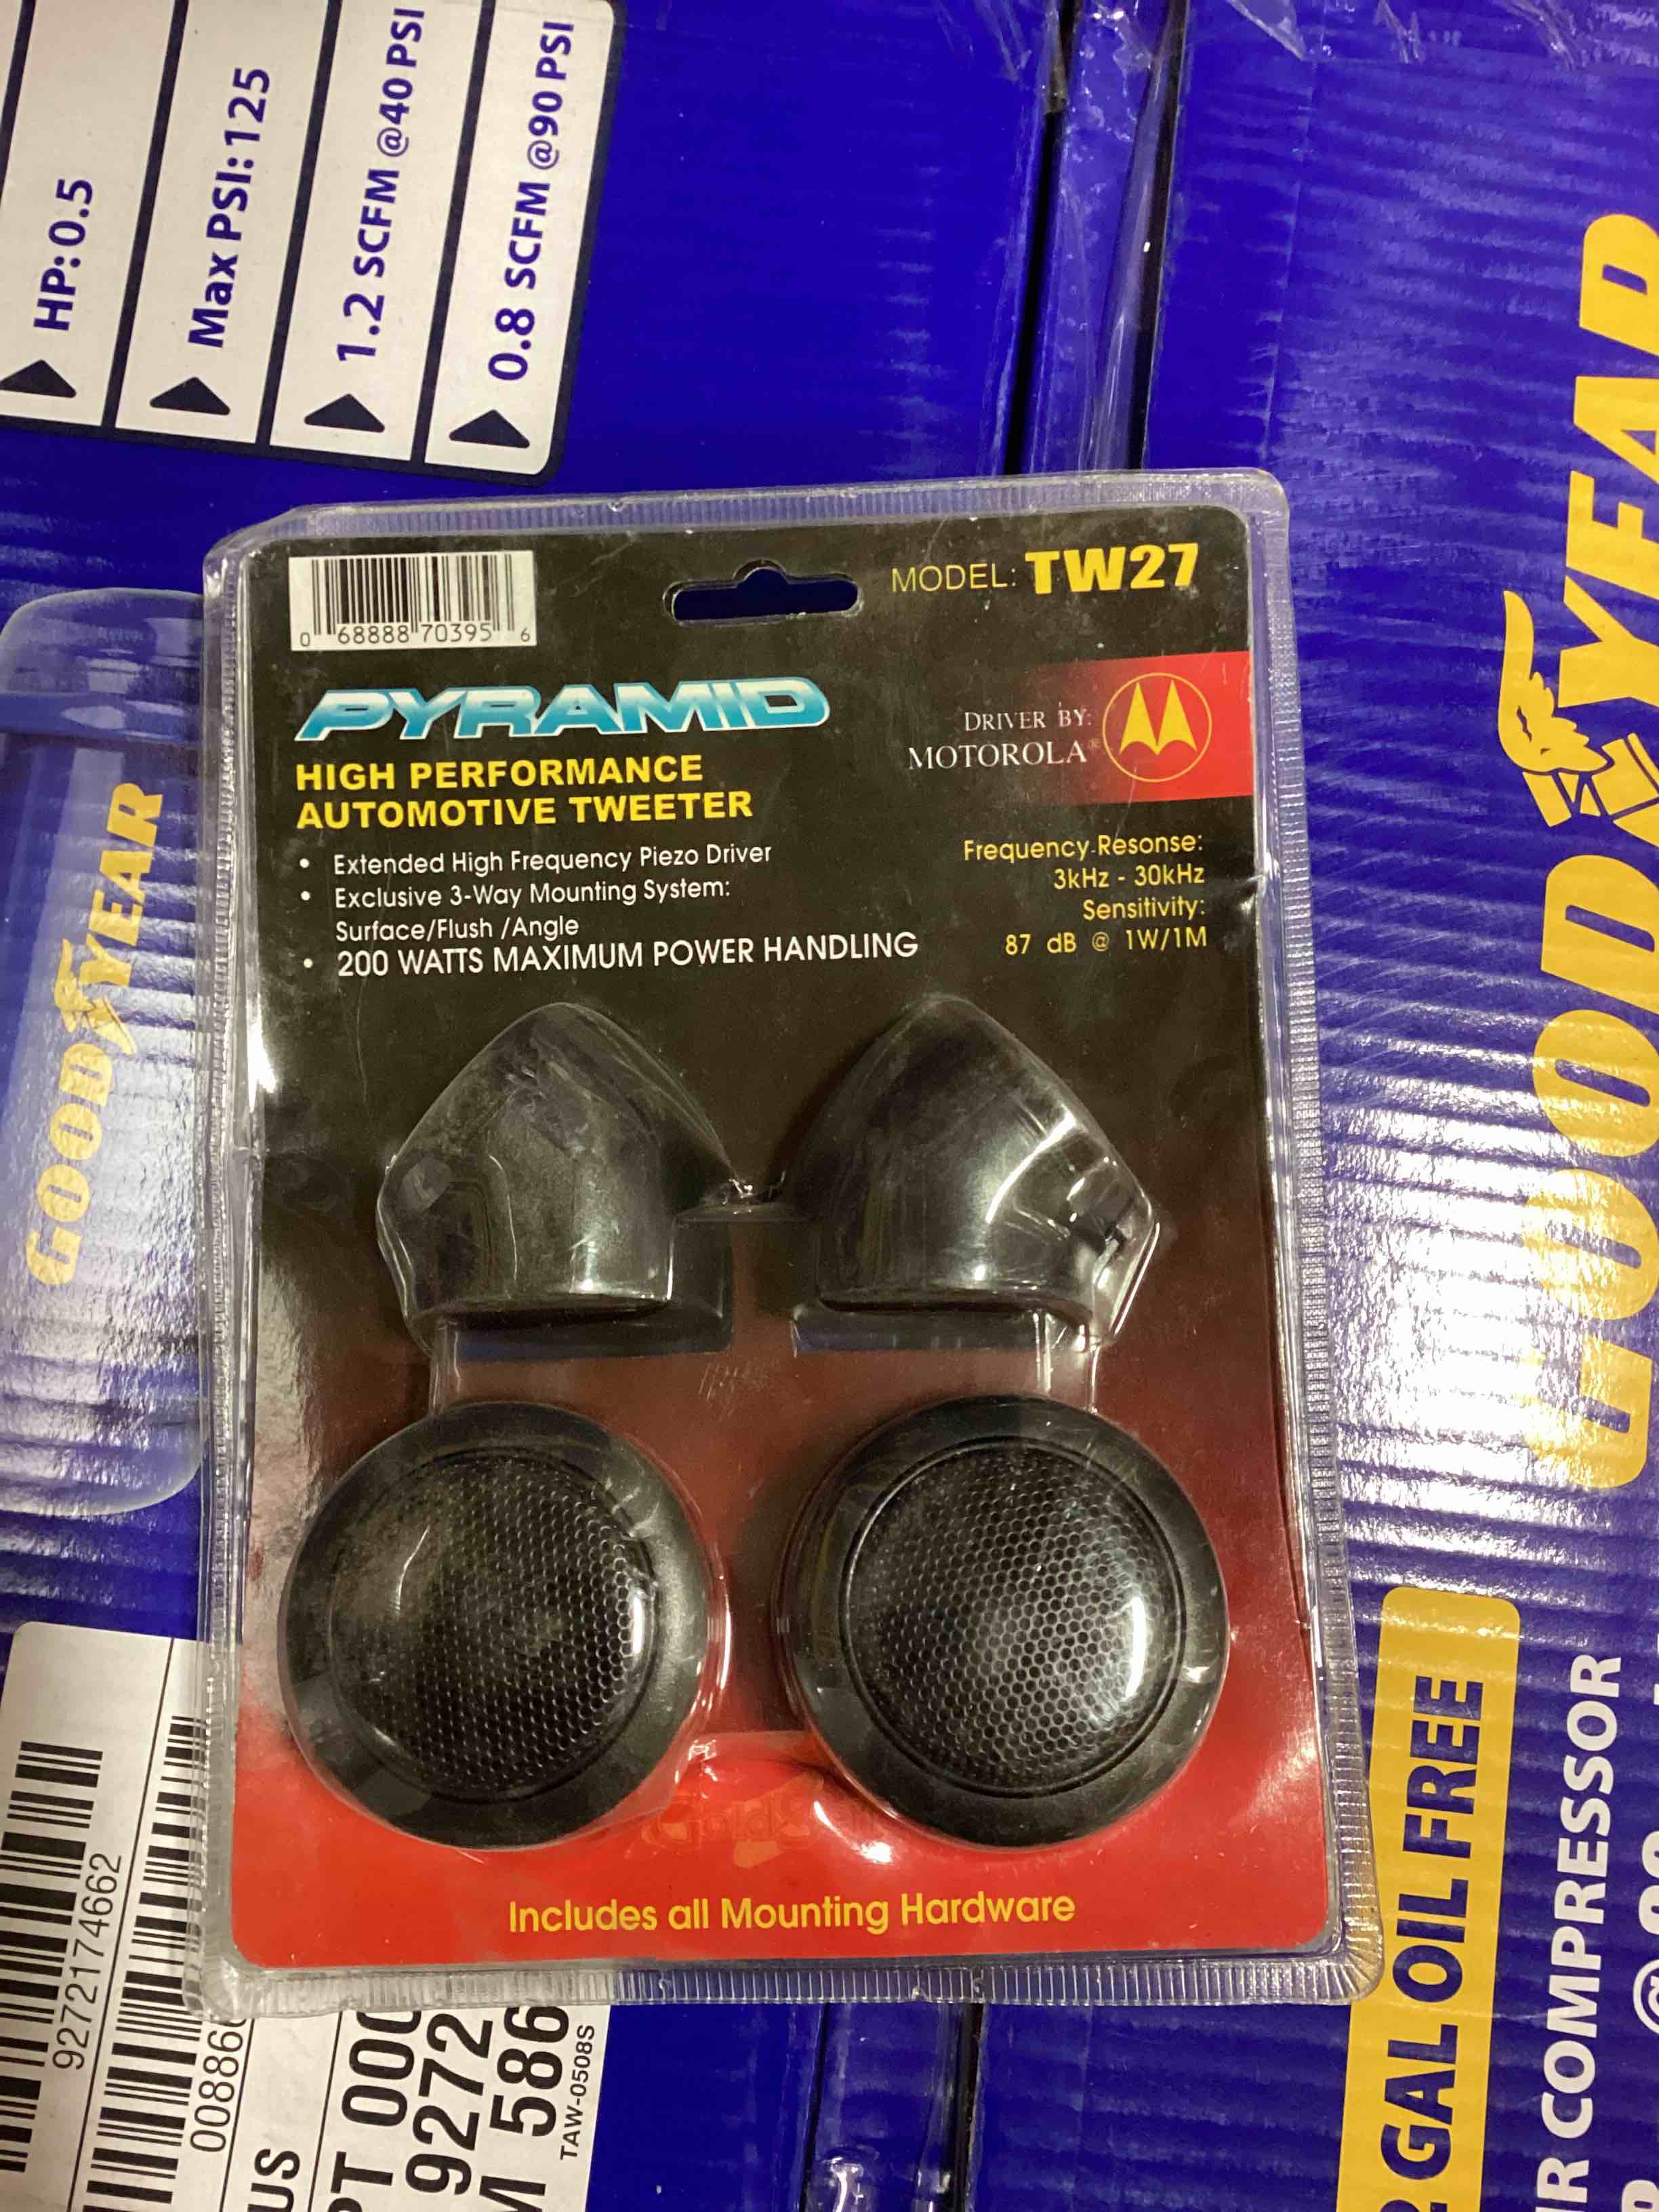 HP: 0.5
Max PSI: 125
1.2 SCFM @40 PSI
0.8 SCFM @90 PSI
0 68888 70395 6
MODEL: TW27
PYRAMID
DRIVER BY:
MOTOROLA®
HIGH PERFORMANCE
AUTOMOTIVE TWEETER
• Extended High Frequency Piezo Driver
• Exclusive 3-Way Mounting System:
Surface/Flush /Angle
• 200 WATTS MAXIMUM POWER HANDLING
Frequency Resonse:
3kHz - 30kHz
Sensitivity:
87 dB @ 1W/1M
Includes all Mounting Hardware
GOODYEAR
GOODYEAR
GAL OIL FREE
COMPRESSOR
9272174662
00886
9272
586
TAW-0508S